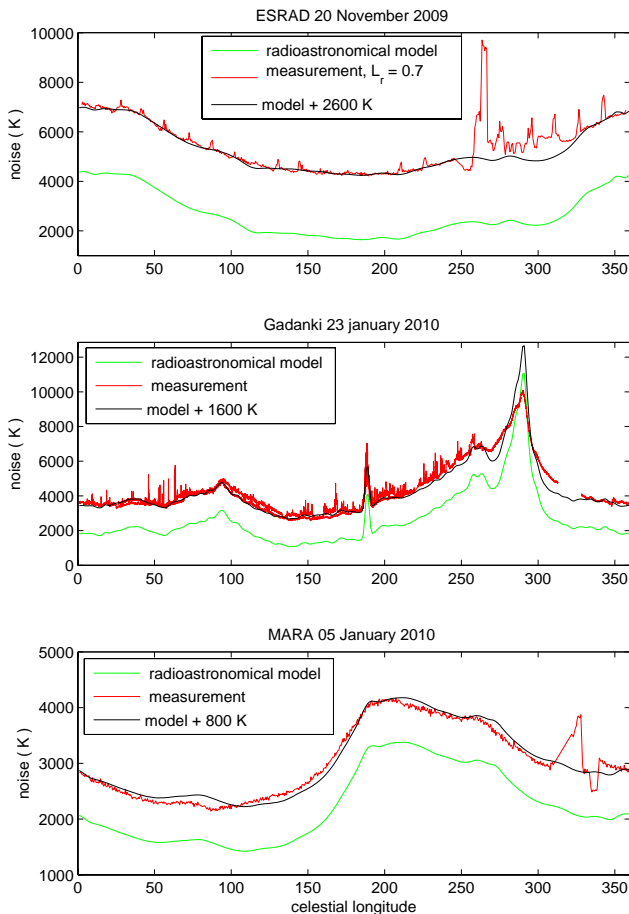 ESRAD 20 November 2009
10000
8000
6000
4000
2000
noise ( K )
radioastronomical model
measurement, L_r = 0.7
model + 2600 K
0 50 100 150 200 250 300 350
Gadanki 23 january 2010
12000
10000
8000
6000
4000
2000
0
noise ( K )
radioastronomical model
measurement
model + 1600 K
0 50 100 150 200 250 300 350
MARA 05 January 2010
5000
4000
3000
2000
1000
noise ( K )
radioastronomical model
measurement
model + 800 K
0 50 100 150 200 250 300 350
celestial longitude